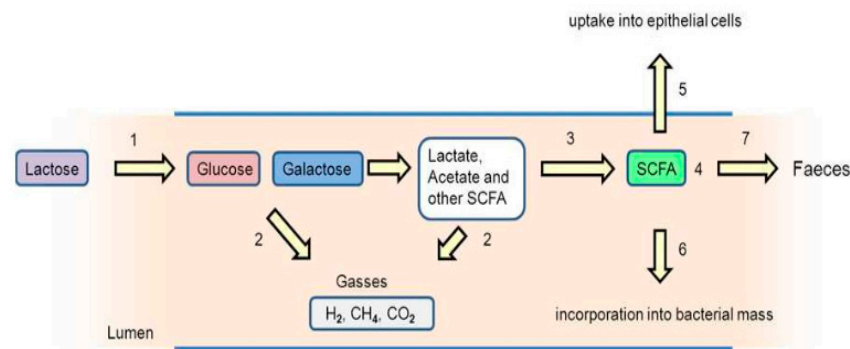 uptake into epithelial cells
5
1
3
7
Lactose
Glucose
Galactose
Lactate,
Acetate and
other SCFA
SCFA
4
Faeces
2
2
6
Gasses
H₂, CH₄, CO₂
incorporation into bacterial mass
Lumen